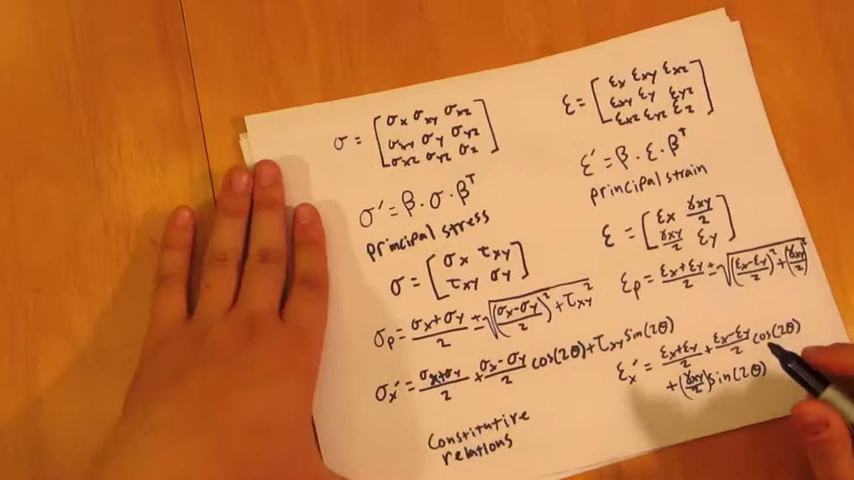 σ = [σx σxy σxz
σxy σy σyz
σxz σyz σz]
σ' = β · σ · βᵀ
principal stress
σ = [σx τxy
τxy σy]
σp = (σx+σy)/2 ± √(((σx-σy)/2)² + τxy²)
σx' = (σx+σy)/2 + (σx-σy)/2 cos(2θ) + τxy sin(2θ)
Constitutive
relations
ε = [εx εxy εxz
εxy εy εyz
εxz εyz εz]
ε' = β · ε · βᵀ
principal strain
ε = [εx γxy/2
γxy/2 εy]
εp = (εx+εy)/2 ± √(((εx-εy)/2)² + (γxy/2)²)
εx' = (εx+εy)/2 + (εx-εy)/2 cos(2θ)
+ (γxy/2) sin(2θ)